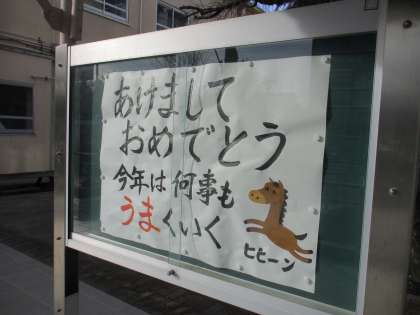 あけまして
おめでとう
今年は何事も
うまくいく
ヒヒーン